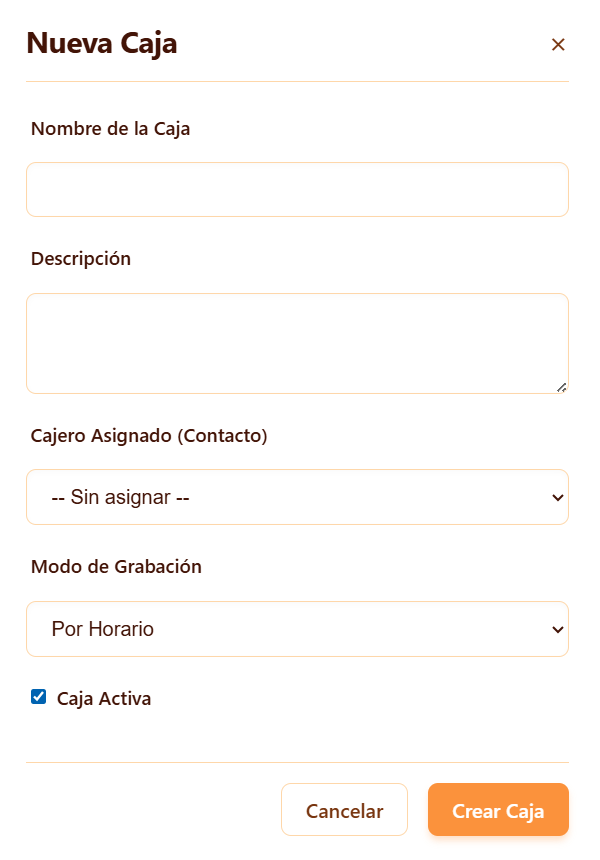 Nueva Caja
×
Nombre de la Caja
Descripción
Cajero Asignado (Contacto)
-- Sin asignar --
Modo de Grabación
Por Horario
Caja Activa
Cancelar
Crear Caja